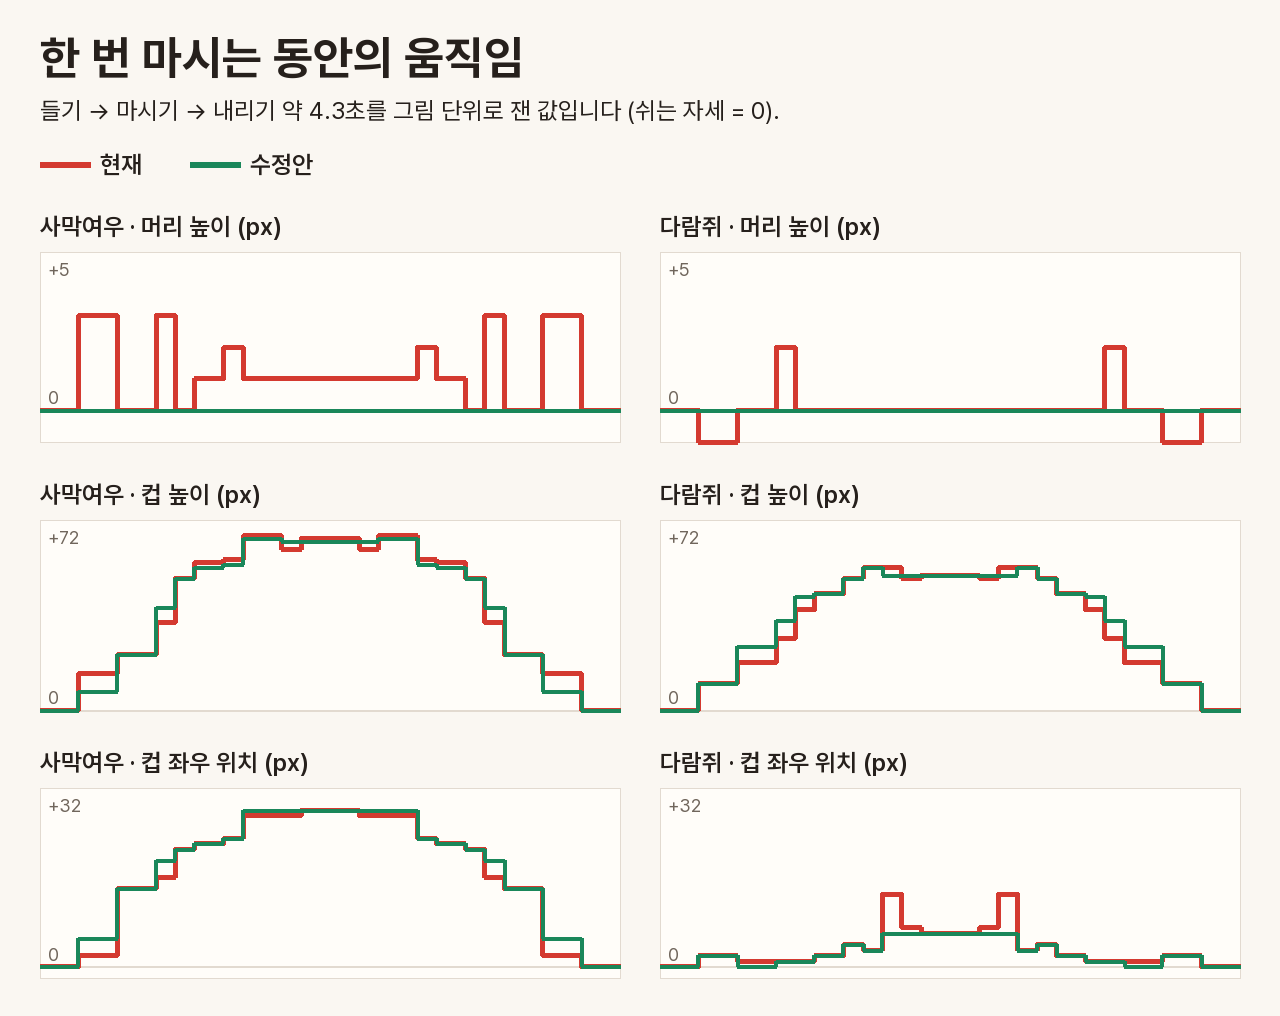 한 번 마시는 동안의 움직임
들기 → 마시기 → 내리기 약 4.3초를 그림 단위로 잰 값입니다 (쉬는 자세 = 0).
현재 수정안
사막여우 · 머리 높이 (px)
+5
0
다람쥐 · 머리 높이 (px)
+5
0
사막여우 · 컵 높이 (px)
+72
0
다람쥐 · 컵 높이 (px)
+72
0
사막여우 · 컵 좌우 위치 (px)
+32
0
다람쥐 · 컵 좌우 위치 (px)
+32
0